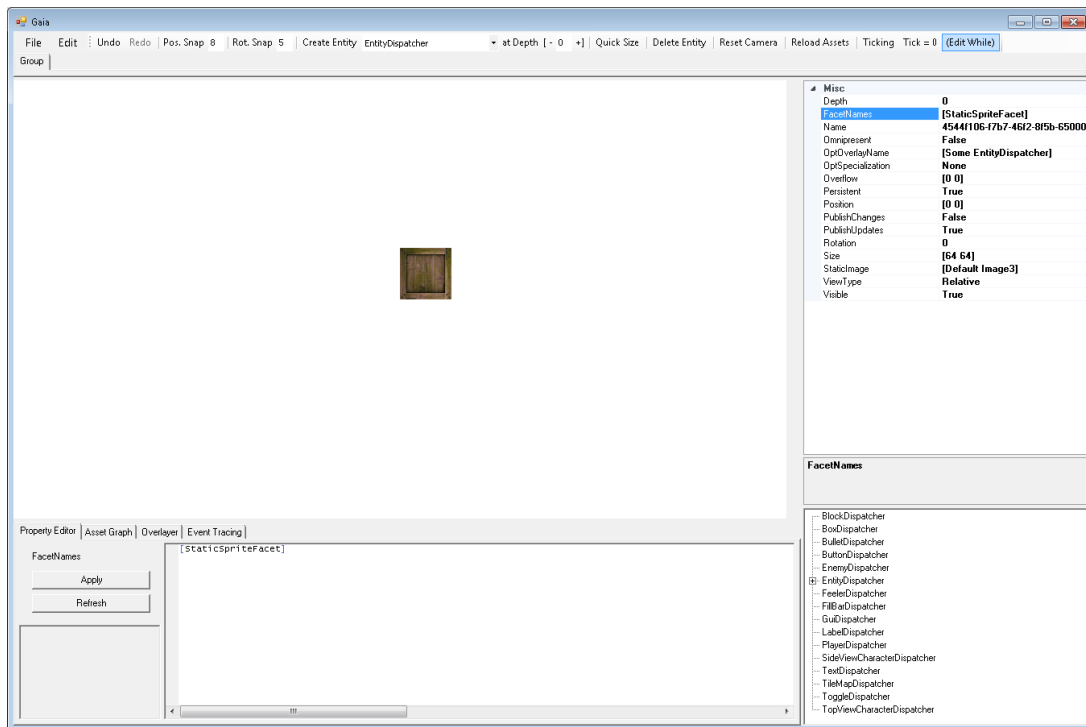 Gaia
File Edit Undo Redo Pos. Snap 8 Rot. Snap 5 Create Entity EntityDispatcher at Depth [ - 0 +] Quick Size Delete Entity Reset Camera Reload Assets Ticking Tick = 0 (Edit While)
Group
Misc
Depth 0
FacetNames [StaticSpriteFacet]
Name 4544f106-f7b7-46f2-8f5b-65000
Omnipresent False
OptOverlayName [Some EntityDispatcher]
OptSpecialization None
Overflow [0 0]
Persistent True
Position [0 0]
PublishChanges False
PublishUpdates True
Rotation 0
Size [64 64]
StaticImage [Default Image3]
ViewType Relative
Visible True
FacetNames
Property Editor Asset Graph Overlayer Event Tracing
FacetNames
Apply
Refresh
[StaticSpriteFacet]
BlockDispatcher
BoxDispatcher
BulletDispatcher
ButtonDispatcher
EnemyDispatcher
EntityDispatcher
FeelerDispatcher
FillBarDispatcher
GuiDispatcher
LabelDispatcher
PlayerDispatcher
SideViewCharacterDispatcher
TextDispatcher
TileMapDispatcher
ToggleDispatcher
TopViewCharacterDispatcher